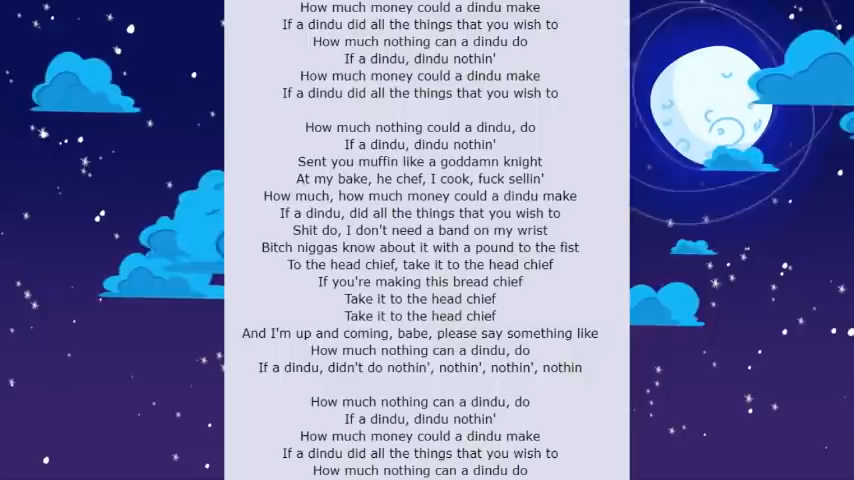 How much money could a dindu make
If a dindu did all the things that you wish to
How much nothing can a dindu do
If a dindu, dindu nothin'
How much money could a dindu make
If a dindu did all the things that you wish to
How much nothing could a dindu, do
If a dindu, dindu nothin'
Sent you muffin like a goddamn knight
At my bake, he chef, I cook, fuck sellin'
How much, how much money could a dindu make
If a dindu, did all the things that you wish to
Shit do, I don't need a band on my wrist
Bitch niggas know about it with a pound to the fist
To the head chief, take it to the head chief
If you're making this bread chief
Take it to the head chief
Take it to the head chief
And I'm up and coming, babe, please say something like
How much nothing can a dindu, do
If a dindu, didn't do nothin', nothin', nothin', nothin
How much nothing can a dindu, do
If a dindu, dindu nothin'
How much money could a dindu make
If a dindu did all the things that you wish to
How much nothing can a dindu do